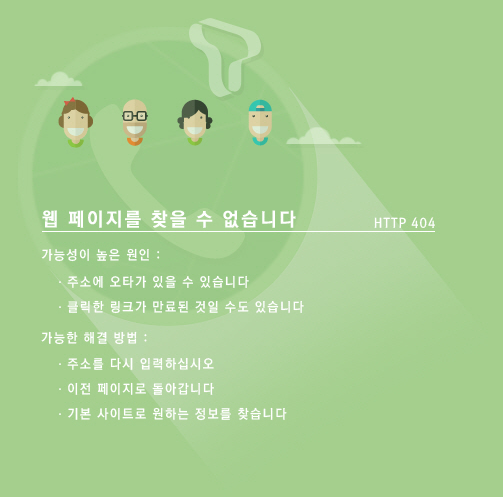 웹 페이지를 찾을 수 없습니다
HTTP 404
가능성이 높은 원인 :
· 주소에 오타가 있을 수 있습니다
· 클릭한 링크가 만료된 것일 수도 있습니다
가능한 해결 방법 :
· 주소를 다시 입력하십시오
· 이전 페이지로 돌아갑니다
· 기본 사이트로 원하는 정보를 찾습니다